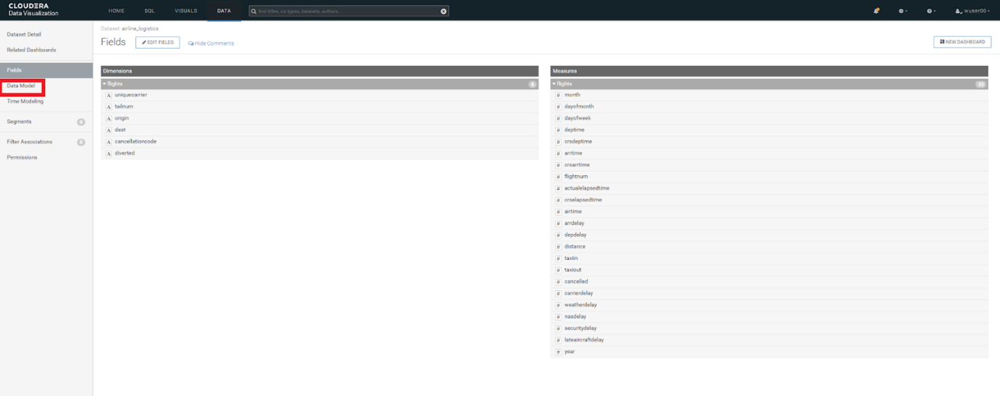 CLOUDERA
Data Visualization
HOME SQL VISUALS DATA
Find titles, viz types, datasets, authors...
wuser00
Dataset Detail
Related Dashboards
Fields
Data Model
Time Modeling
Segments 0
Filter Associations 0
Permissions
Dataset: airline_logistics
Fields EDIT FIELDS Hide Comments
NEW DASHBOARD
Dimensions
flights 6
A uniquecarrier
A tailnum
A origin
A dest
A cancellationcode
A diverted
Measures
flights 23
# month
# dayofmonth
# dayofweek
# deptime
# crsdeptime
# arrtime
# crsarrtime
# flightnum
# actualelapsedtime
# crselapsedtime
# airtime
# arrdelay
# depdelay
# distance
# taxiin
# taxiout
# cancelled
# carrierdelay
# weatherdelay
# nasdelay
# securitydelay
# lateaircraftdelay
# year